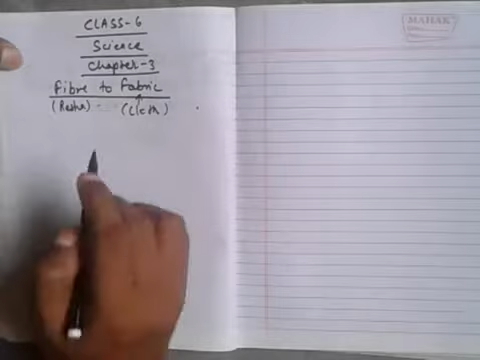 CLASS-6
Science
Chapter-3
Fibre to Fabric
(Resha) (Cloth)
MAHAK